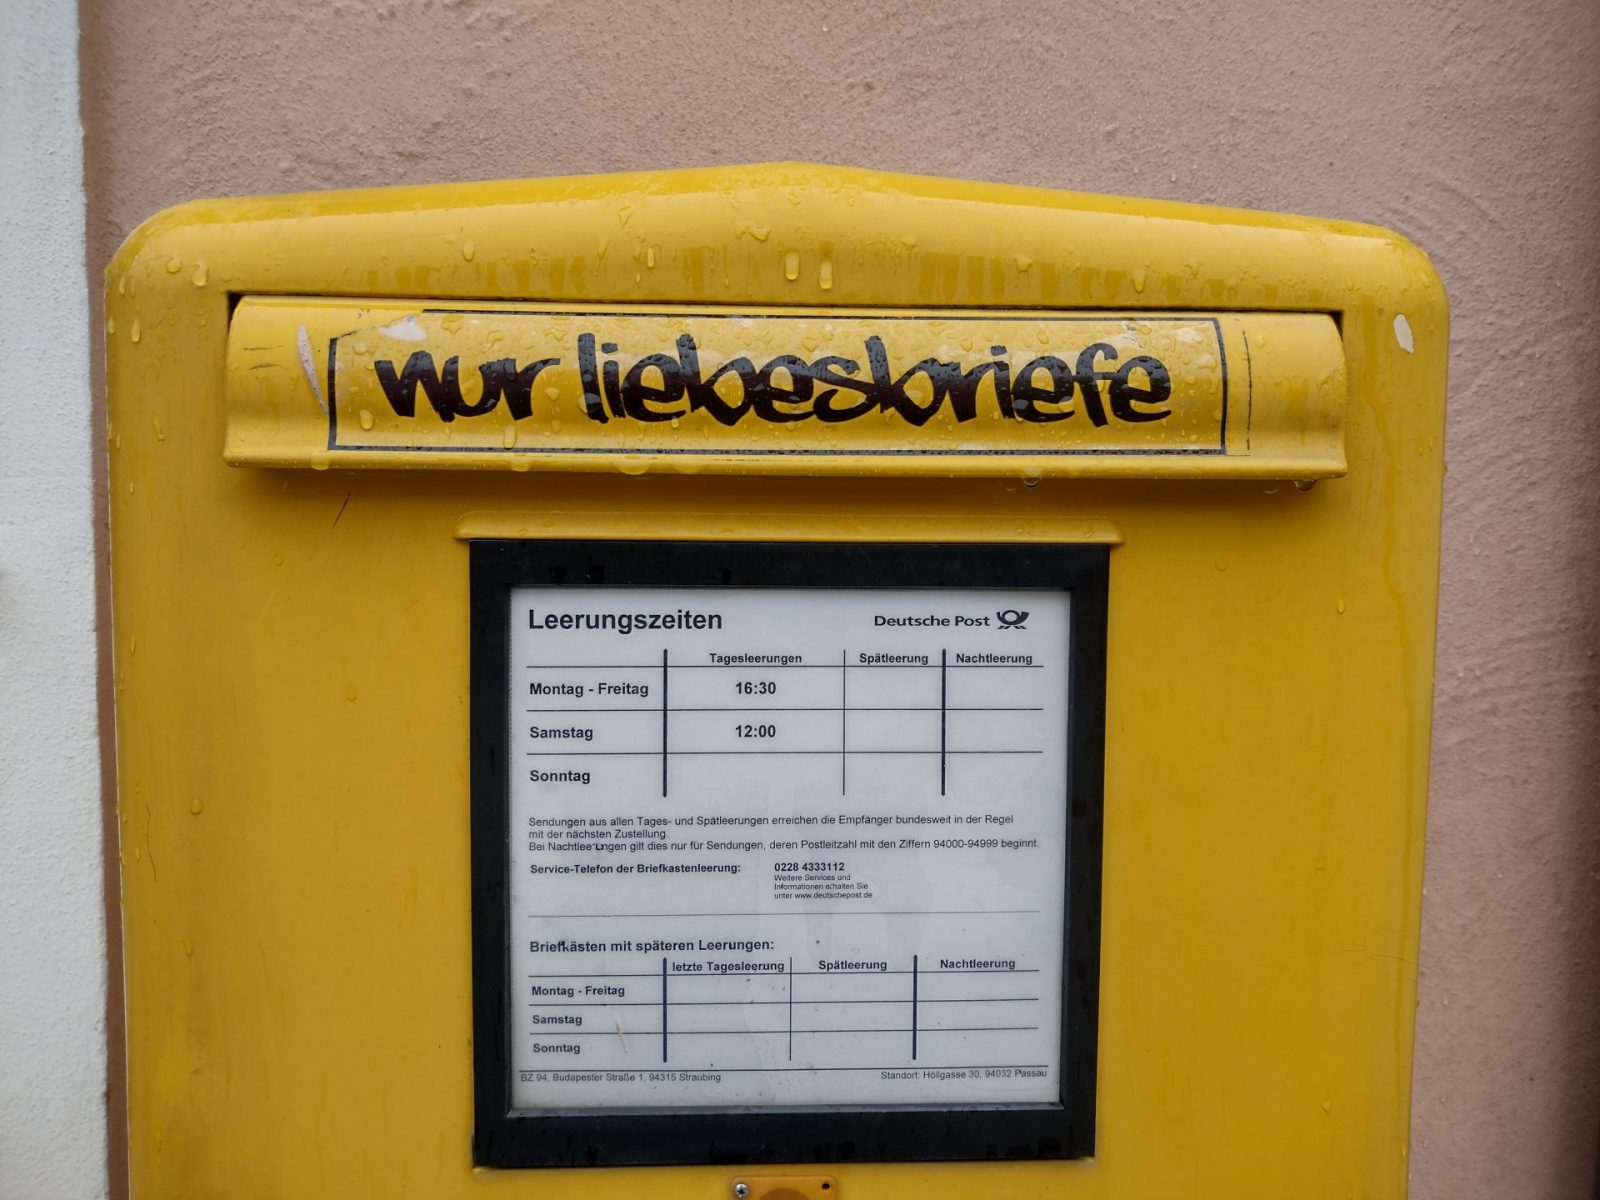 nur liebesbriefe
Leerungszeiten Deutsche Post
Tagesleerungen Spätleerung Nachtleerung
Montag - Freitag 16:30
Samstag 12:00
Sonntag
Sendungen aus allen Tages- und Spätleerungen erreichen die Empfänger bundesweit in der Regel
mit der nächsten Zustellung.
Bei Nachtleerungen gilt dies nur für Sendungen, deren Postleitzahl mit den Ziffern 94000-94999 beginnt.
Service-Telefon der Briefkastenleerung: 0228 4333112
Weitere Services und
Informationen erhalten Sie
unter www.deutschepost.de
Briefkästen mit späteren Leerungen:
letzte Tagesleerung Spätleerung Nachtleerung
Montag - Freitag
Samstag
Sonntag
BZ 94, Budapester Straße 1, 94315 Straubing Standort: Höllgasse 30, 94032 Passau